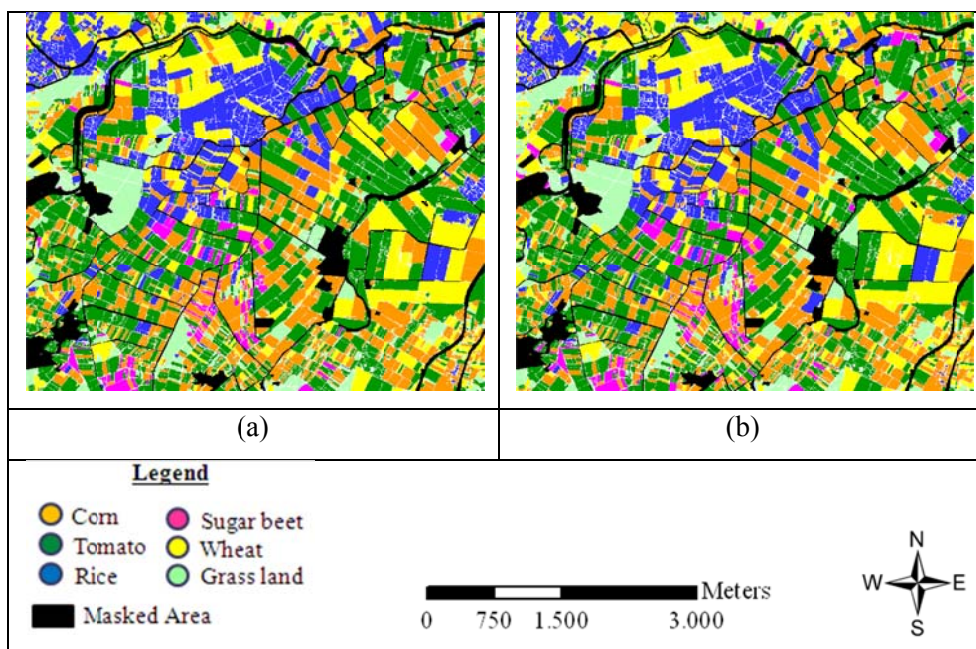 (a) (b)
Legend
Corn Sugar beet
Tomato Wheat
Rice Grass land
Masked Area
Meters
0 750 1.500 3.000
N
W E
S